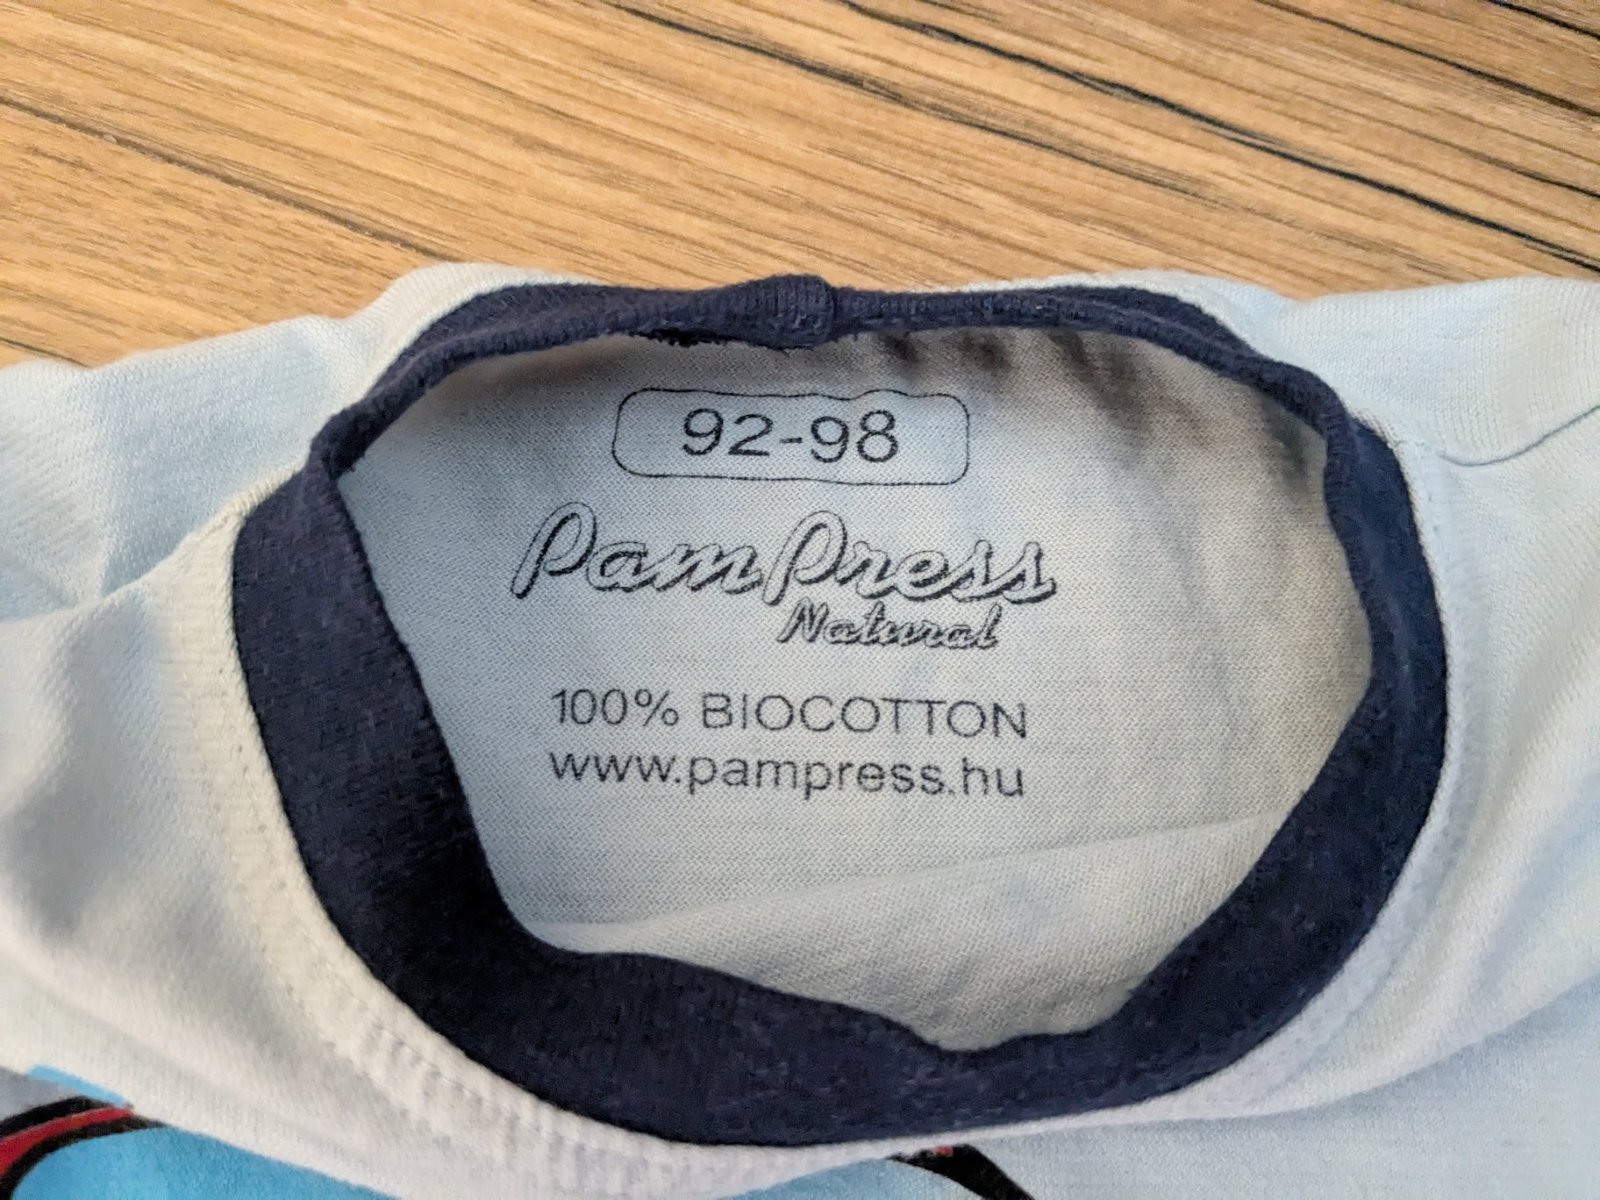 92-98
PamPress
Natural
100% BIOCOTTON
www.pampress.hu